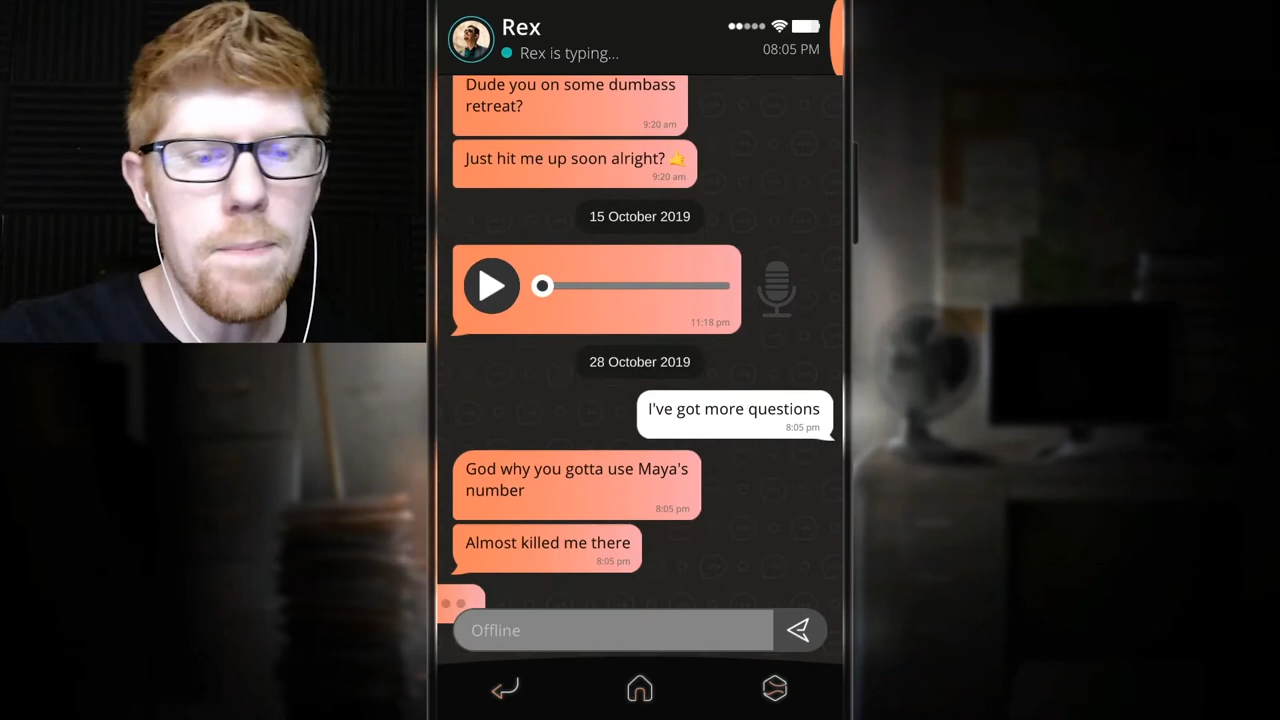 Rex
Rex is typing...
08:05 PM
Dude you on some dumbass
retreat?
9:20 am
Just hit me up soon alright? 🤙
9:20 am
15 October 2019
11:18 pm
28 October 2019
I've got more questions
8:05 pm
God why you gotta use Maya's
number
8:05 pm
Almost killed me there
8:05 pm
Offline